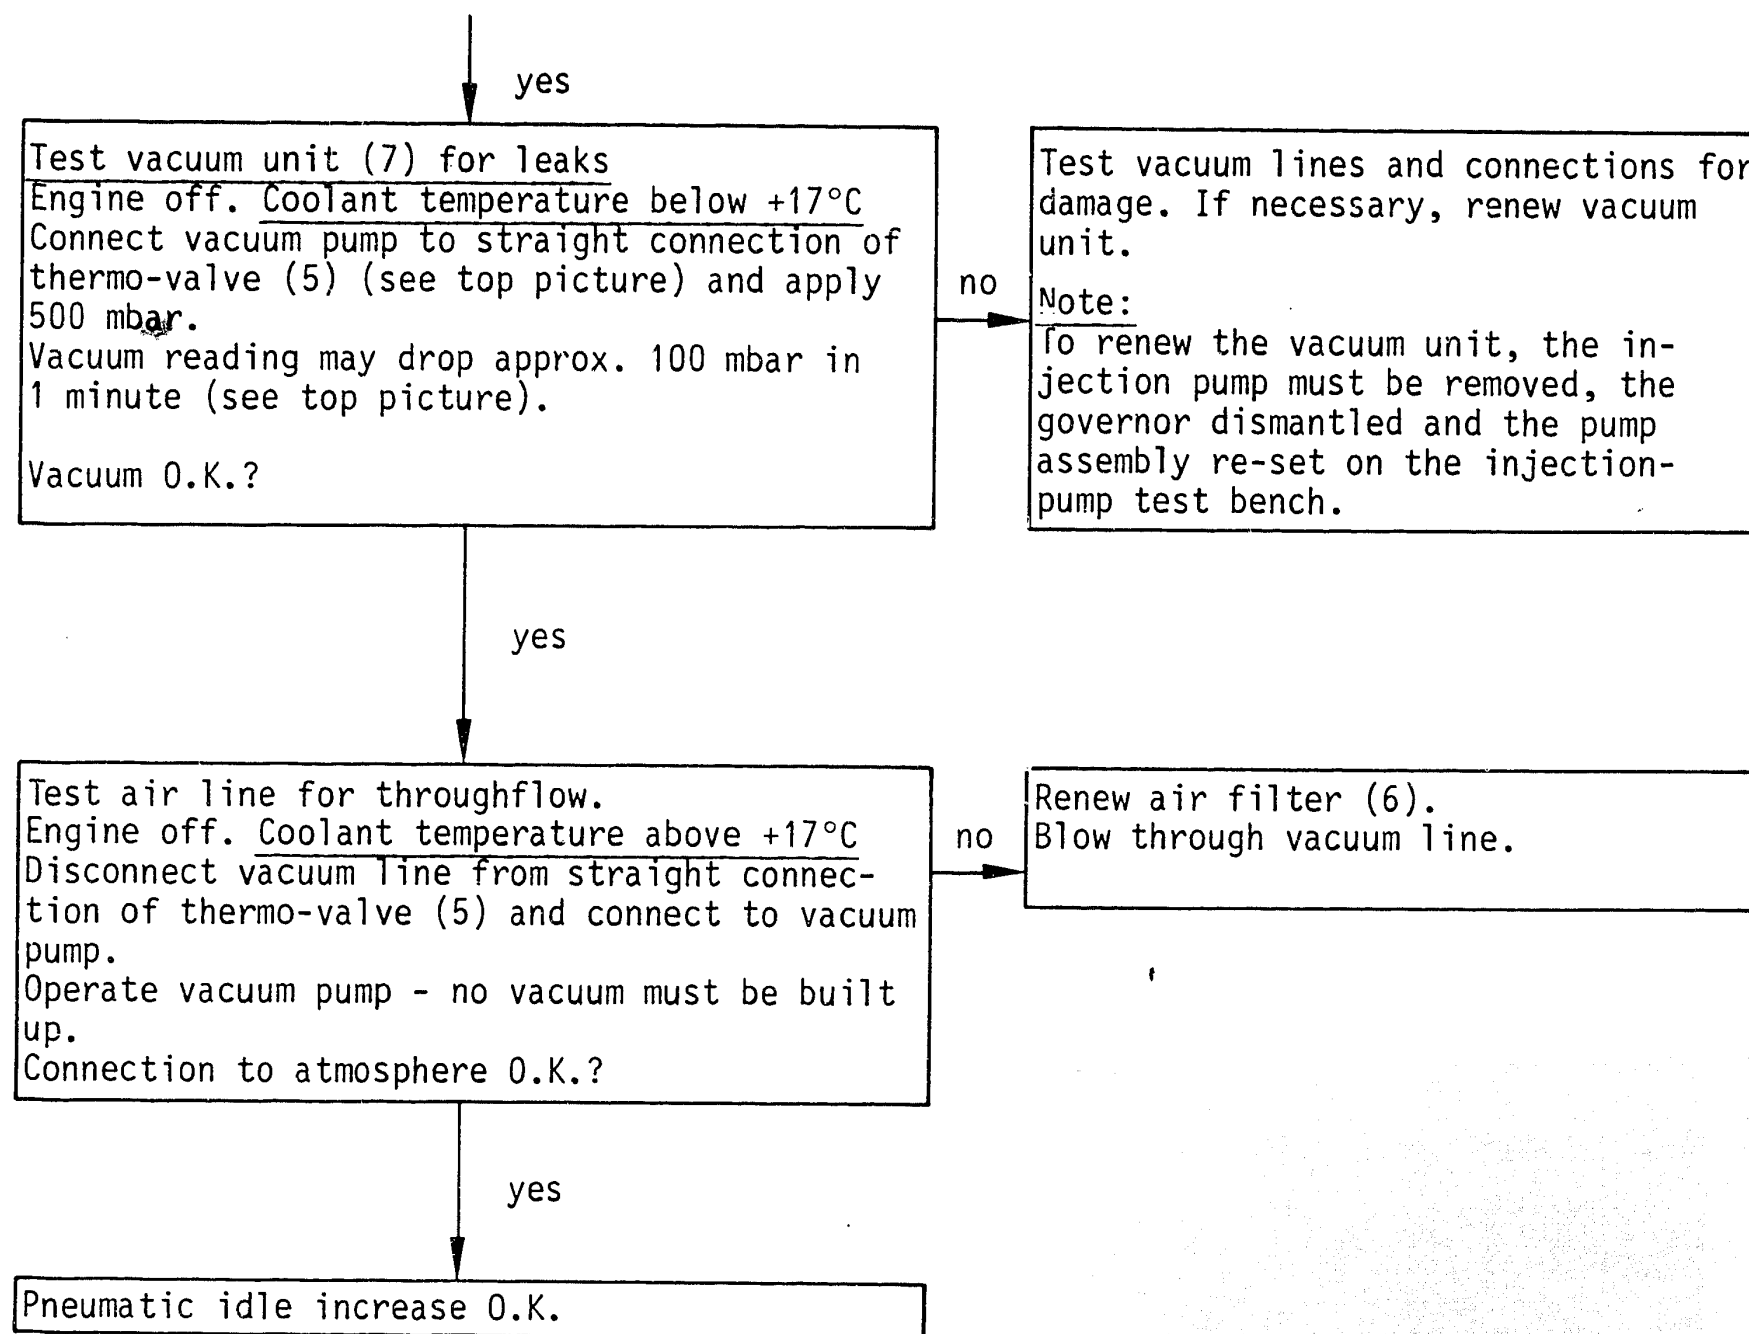 yes
Test vacuum unit (7) for leaks
Engine off. Coolant temperature below +17°C
Connect vacuum pump to straight connection of
thermo-valve (5) (see top picture) and apply
500 mbar.
Vacuum reading may drop approx. 100 mbar in
1 minute (see top picture).
Vacuum O.K.?
no
Test vacuum lines and connections for
damage. If necessary, renew vacuum
unit.
Note:
To renew the vacuum unit, the in-
jection pump must be removed, the
governor dismantled and the pump
assembly re-set on the injection-
pump test bench.
yes
Test air line for throughflow.
Engine off. Coolant temperature above +17°C
Disconnect vacuum line from straight connec-
tion of thermo-valve (5) and connect to vacuum
pump.
Operate vacuum pump - no vacuum must be built
up.
Connection to atmosphere O.K.?
no
Renew air filter (6).
Blow through vacuum line.
yes
Pneumatic idle increase O.K.